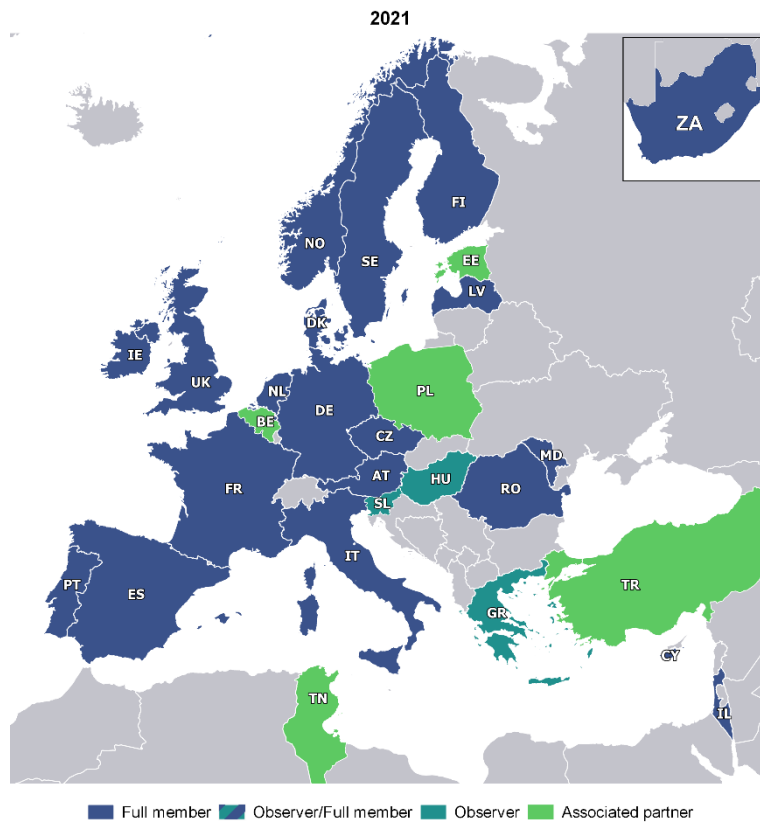 2021
ZA
FI
NO
SE
EE
LV
DK
IE
UK
NL
DE
PL
BE
CZ
MD
AT
HU
FR
RO
SL
IT
PT
ES
TR
GR
CY
TN
IL
Full member Observer/Full member Observer Associated partner